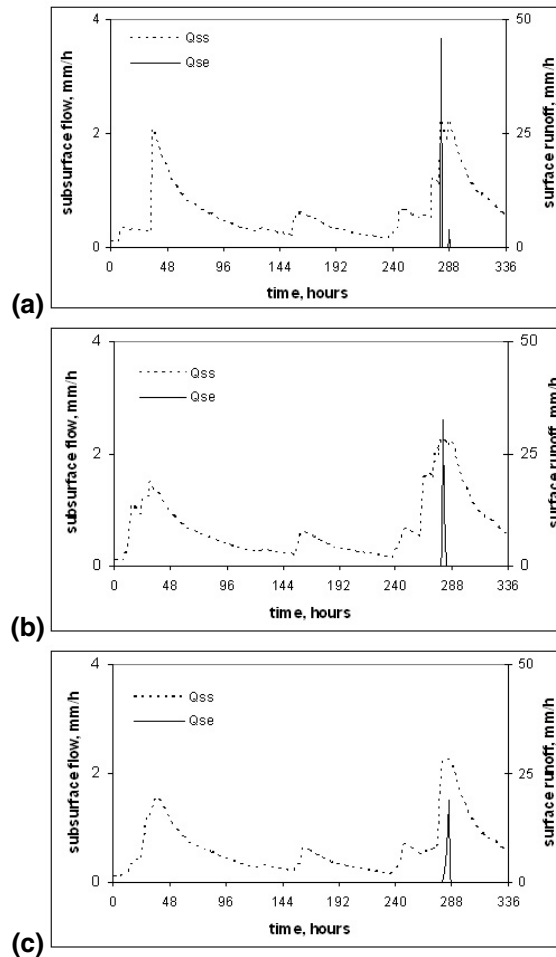 4
50
Qss
Qse
subsurface flow, mm/h
surface runoff, mm/h
2
25
0
0
0 48 96 144 192 240 288 336
time, hours
(a)
4
50
Qss
Qse
subsurface flow, mm/h
surface runoff, mm/h
2
25
0
0
0 48 96 144 192 240 288 336
time, hours
(b)
4
50
Qss
Qse
subsurface flow, mm/h
surface runoff, mm/h
2
25
0
0
0 48 96 144 192 240 288 336
time, hours
(c)